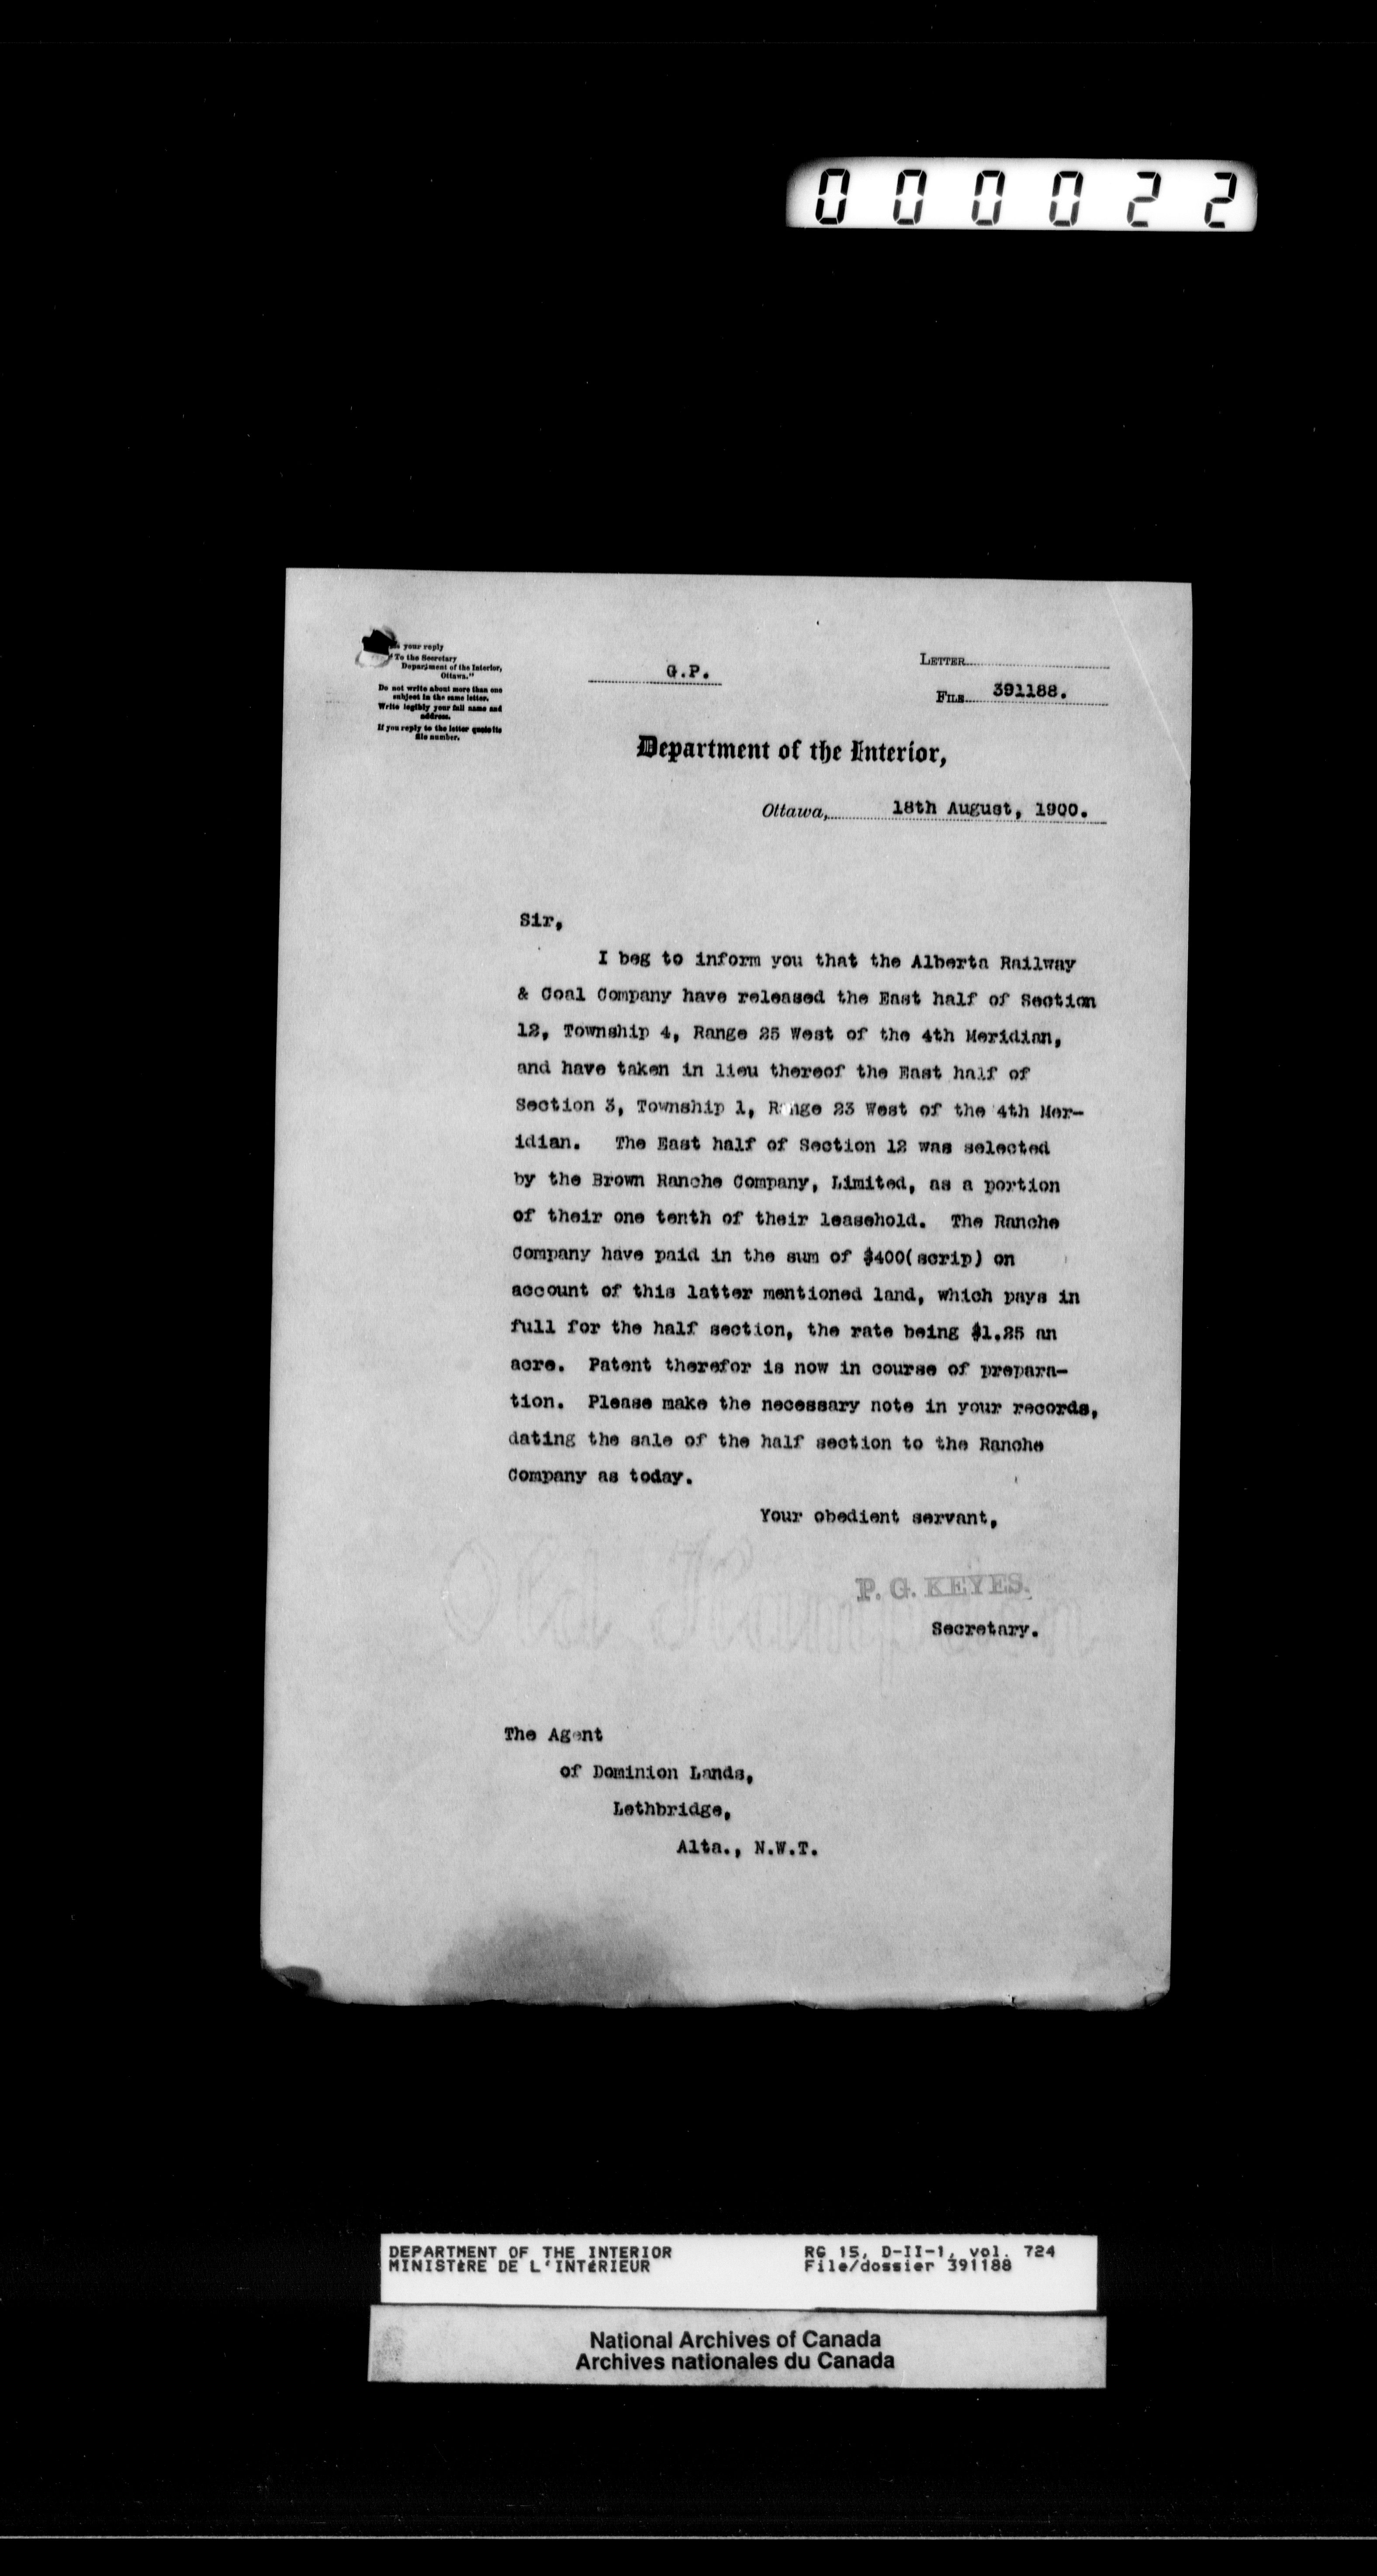 000022
your reply
To the Secretary
Department of the Interior,
Ottawa."
Do not write about more than one
subject in the same letter.
Write legibly your full name and
address.
If you reply to the letter quote its
file number.
G.P.
LETTER
FILE 391188.
Department of the Interior,
Ottawa, 18th August, 1900.
Sir,
I beg to inform you that the Alberta Railway
& Coal Company have released the East half of Section
12, Township 4, Range 25 West of the 4th Meridian,
and have taken in lieu thereof the East half of
Section 3, Township 1, Range 23 West of the 4th Mer-
idian. The East half of Section 12 was selected
by the Brown Ranche Company, Limited, as a portion
of their one tenth of their leasehold. The Ranche
Company have paid in the sum of $400(scrip) on
account of this latter mentioned land, which pays in
full for the half section, the rate being $1.25 an
acre. Patent therefor is now in course of prepara-
tion. Please make the necessary note in your records,
dating the sale of the half section to the Ranche
Company as today.
Your obedient servant,
P. G. KEYES.
Secretary.
The Agent
of Dominion Lands,
Lethbridge,
Alta., N.W.T.
DEPARTMENT OF THE INTERIOR RG 15, D-II-1, vol. 724
MINISTÈRE DE L'INTÉRIEUR File/dossier 391188
National Archives of Canada
Archives nationales du Canada